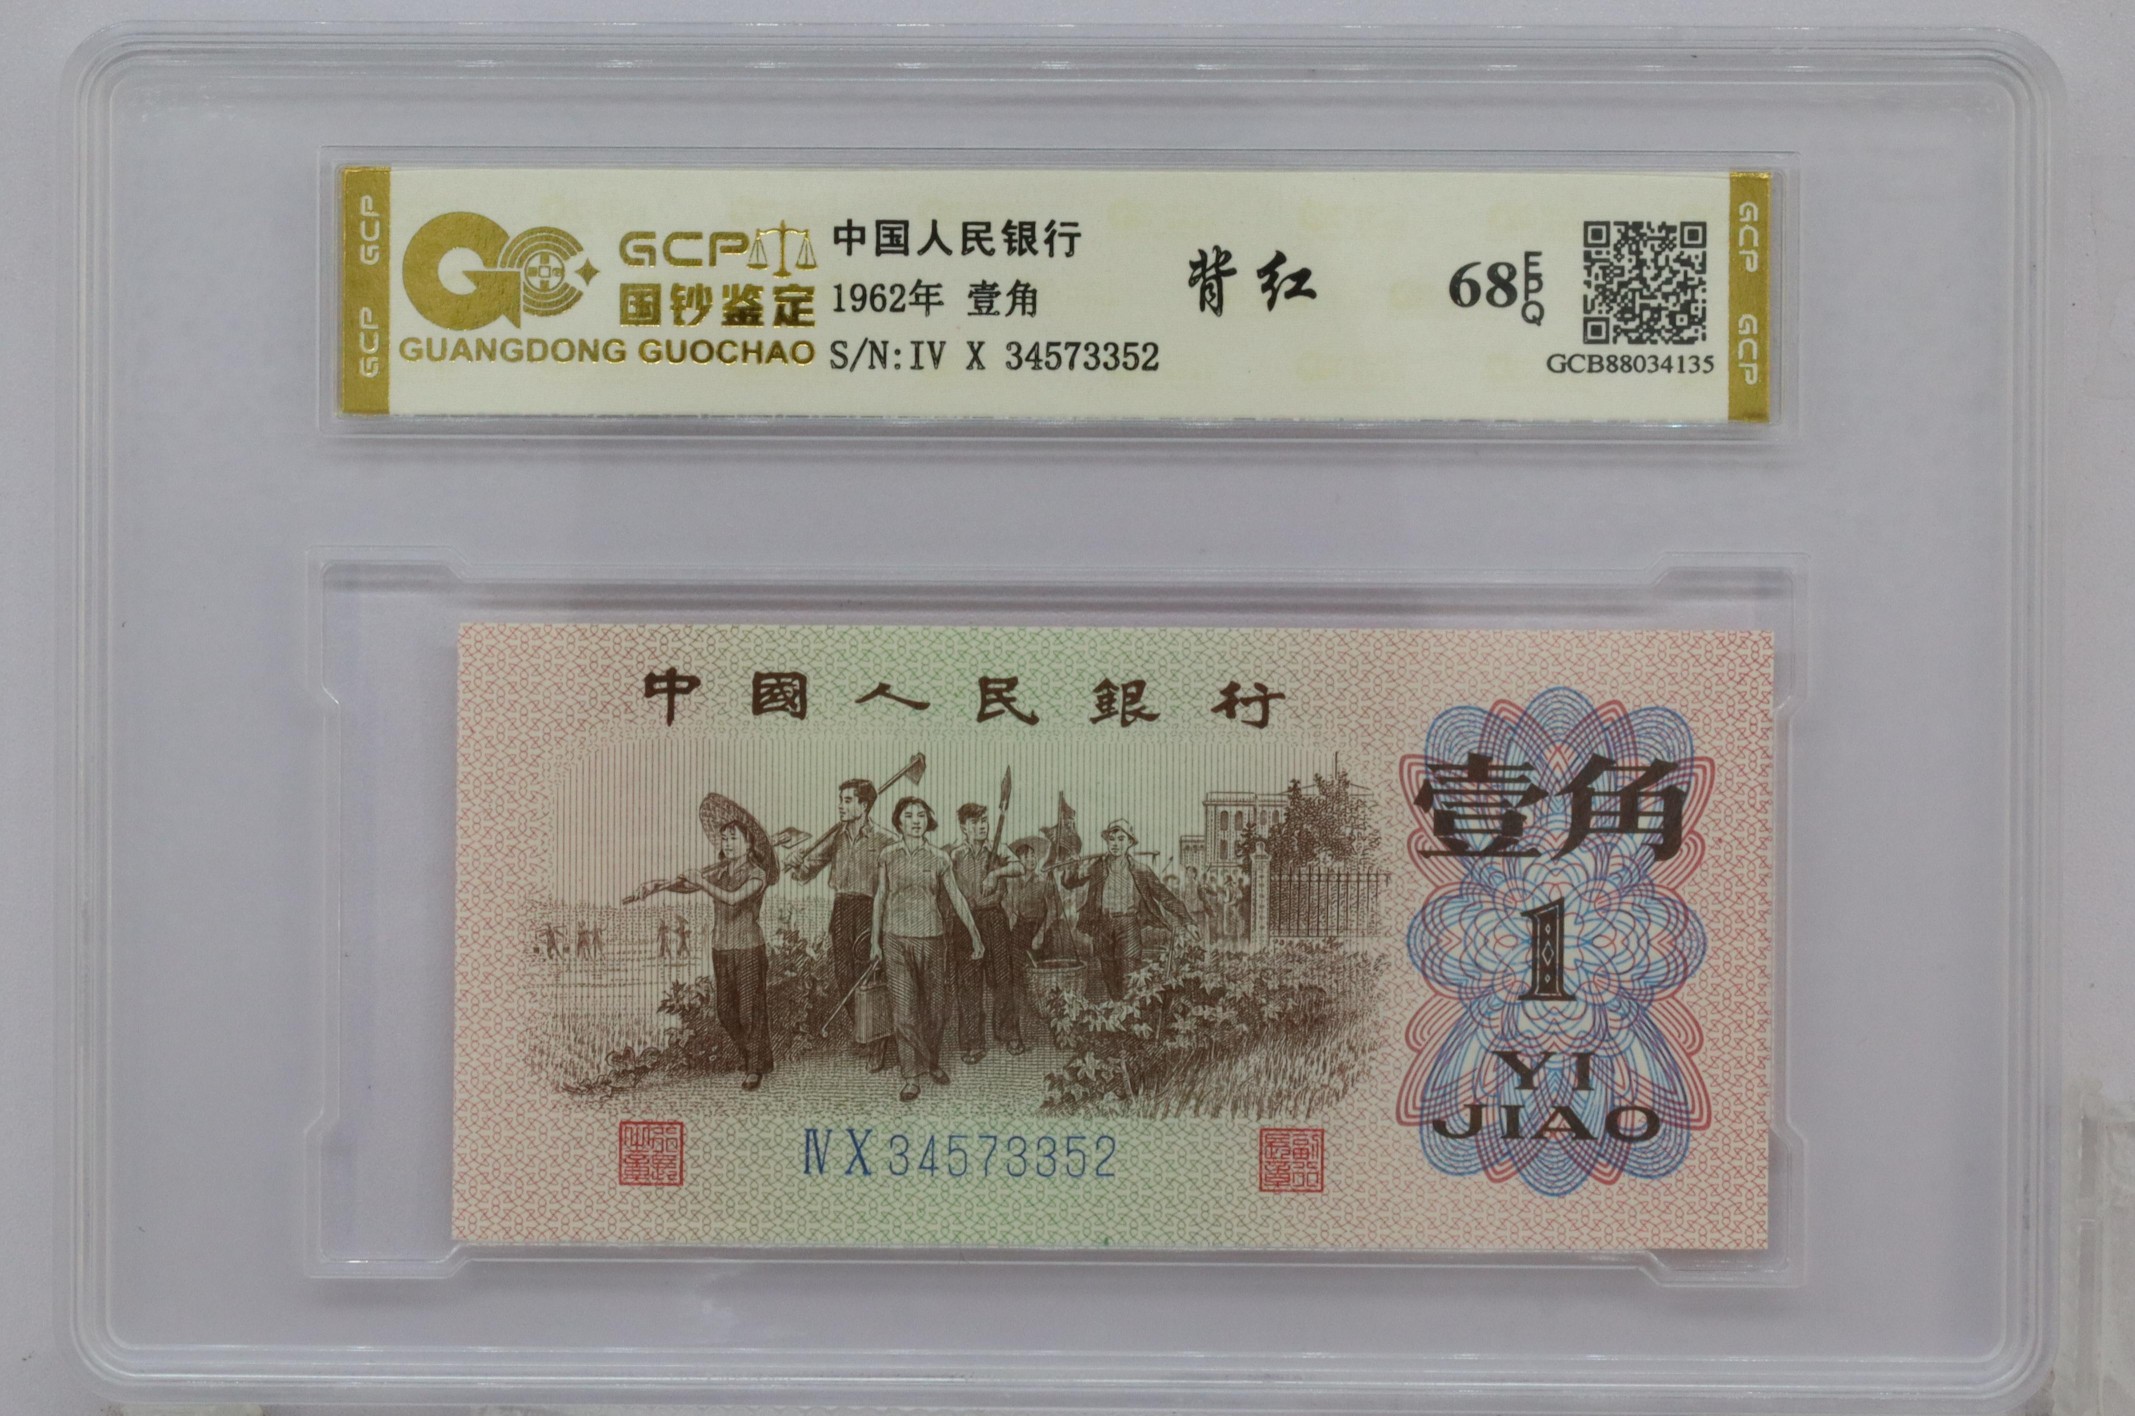 GCP GCP
GCP
国钞鉴定
GUANGDONG GUOCHAO
中国人民银行
1962年 壹角
S/N:IV X 34573352
背红
68 EPQ
GCB88034135
GCP GCP
中國人民銀行
壹角
1
YI
JIAO
IV X 34573352